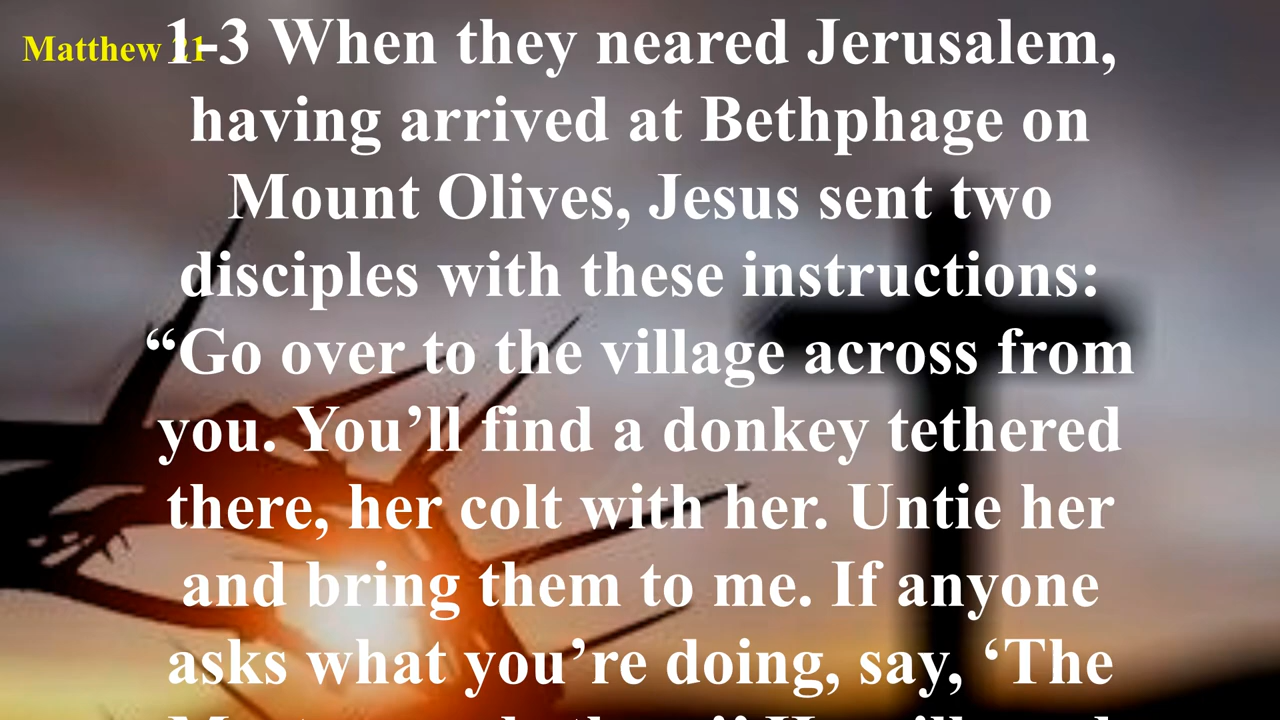 Matthew 21
1-3 When they neared Jerusalem,
having arrived at Bethphage on
Mount Olives, Jesus sent two
disciples with these instructions:
“Go over to the village across from
you. You’ll find a donkey tethered
there, her colt with her. Untie her
and bring them to me. If anyone
asks what you’re doing, say, ‘The